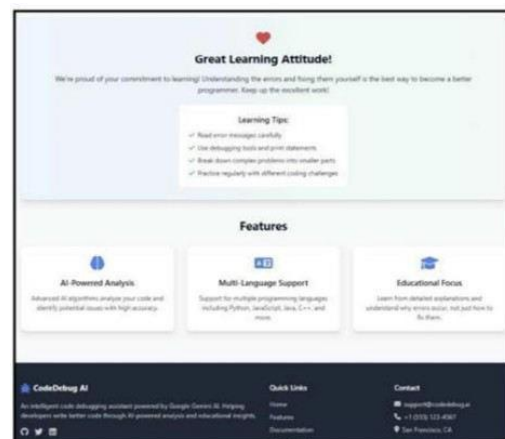 Great Learning Attitude!
We're proud of your commitment to learning! Understanding the errors and fixing them yourself is the best way to become a better
programmer. Keep up the excellent work!
Learning Tips:
Read error messages carefully
Use debugging tools and print statements
Break down complex problems into smaller parts
Practice regularly with different coding challenges
Features
AI-Powered Analysis
Advanced AI algorithms analyze your code and
identify potential issues with high accuracy.
Multi-Language Support
Support for multiple programming languages
including Python, JavaScript, Java, C++, and
more.
Educational Focus
Learn from detailed explanations and
understand why errors occur, not just how to
fix them.
CodeDebug AI
An intelligent code debugging assistant powered by Google Gemini AI. Helping
developers write better code through AI-powered analysis and educational insights.
Quick Links
Home
Features
Documentation
Contact
support@codedebug.ai
+1 (555) 123-4567
San Francisco, CA